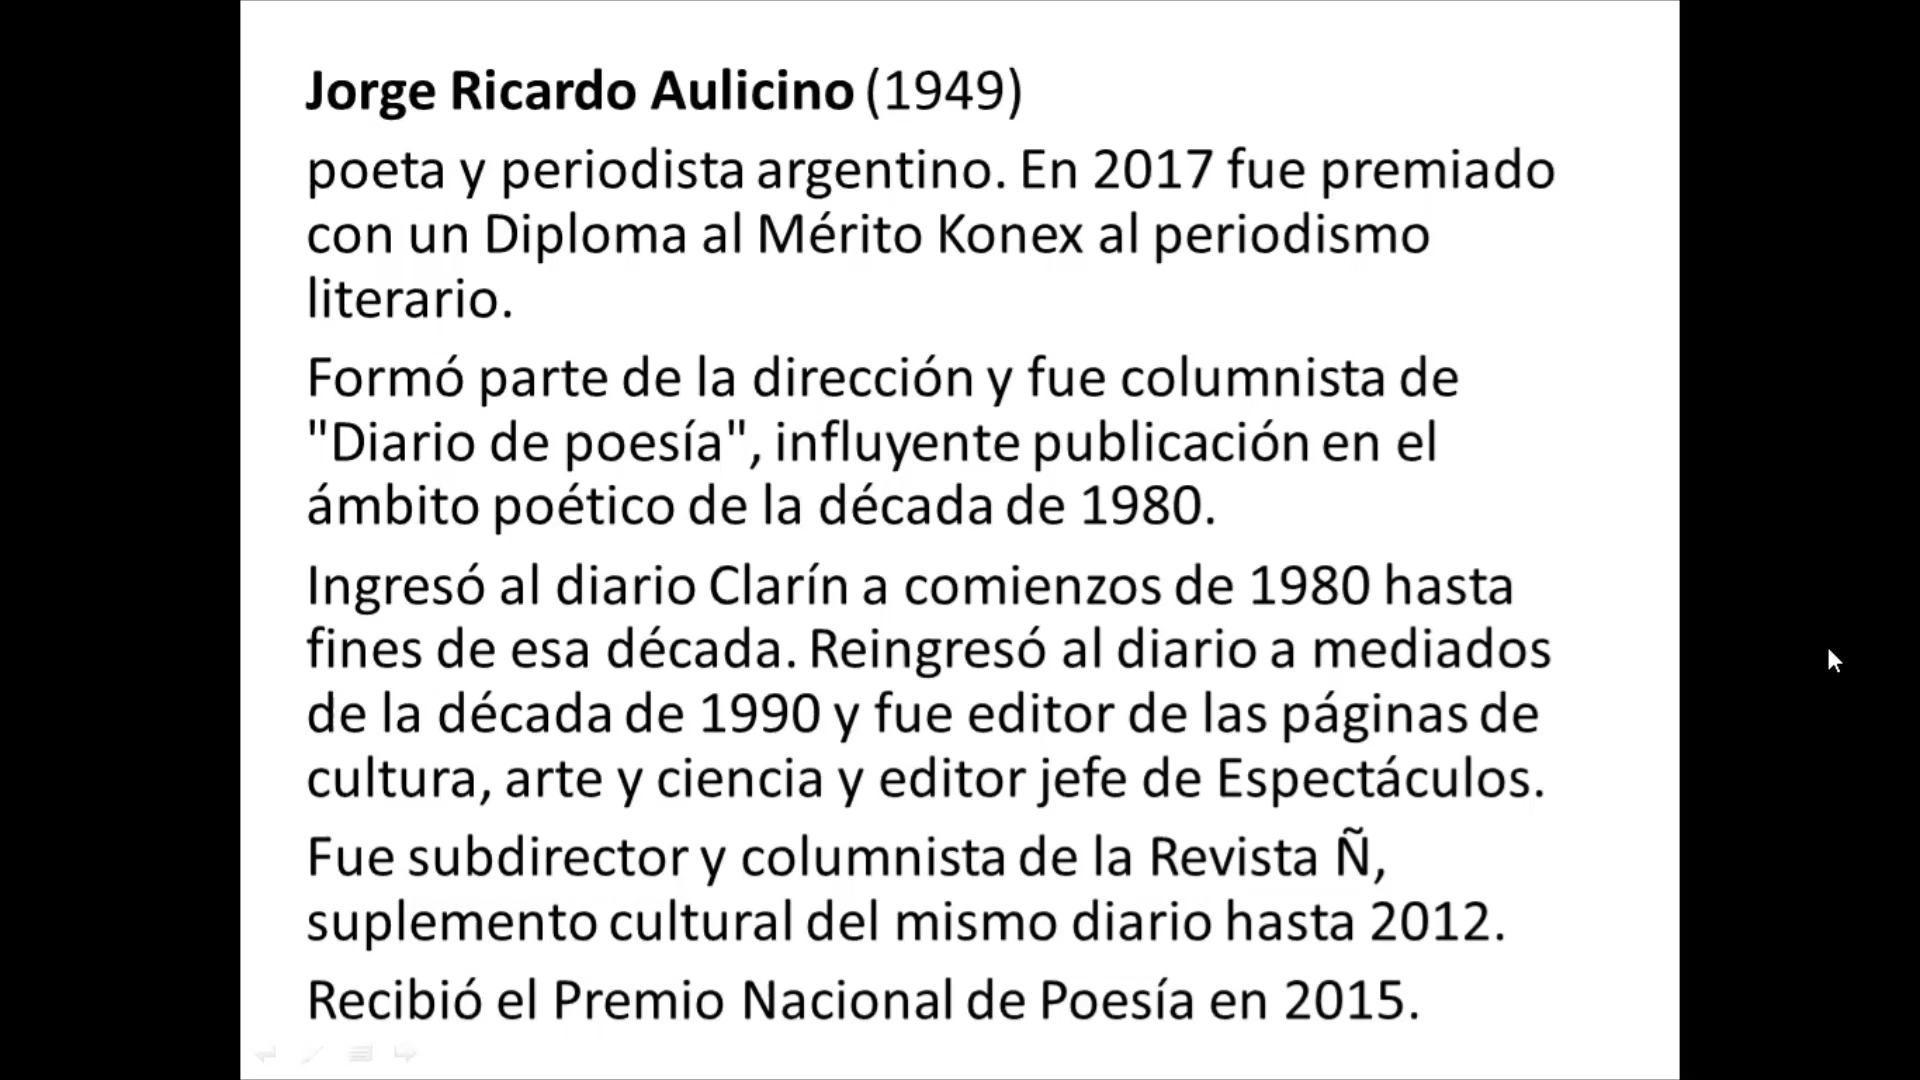 Jorge Ricardo Aulicino (1949)
poeta y periodista argentino. En 2017 fue premiado
con un Diploma al Mérito Konex al periodismo
literario.
Formó parte de la dirección y fue columnista de
"Diario de poesía", influyente publicación en el
ámbito poético de la década de 1980.
Ingresó al diario Clarín a comienzos de 1980 hasta
fines de esa década. Reingresó al diario a mediados
de la década de 1990 y fue editor de las páginas de
cultura, arte y ciencia y editor jefe de Espectáculos.
Fue subdirector y columnista de la Revista Ñ,
suplemento cultural del mismo diario hasta 2012.
Recibió el Premio Nacional de Poesía en 2015.